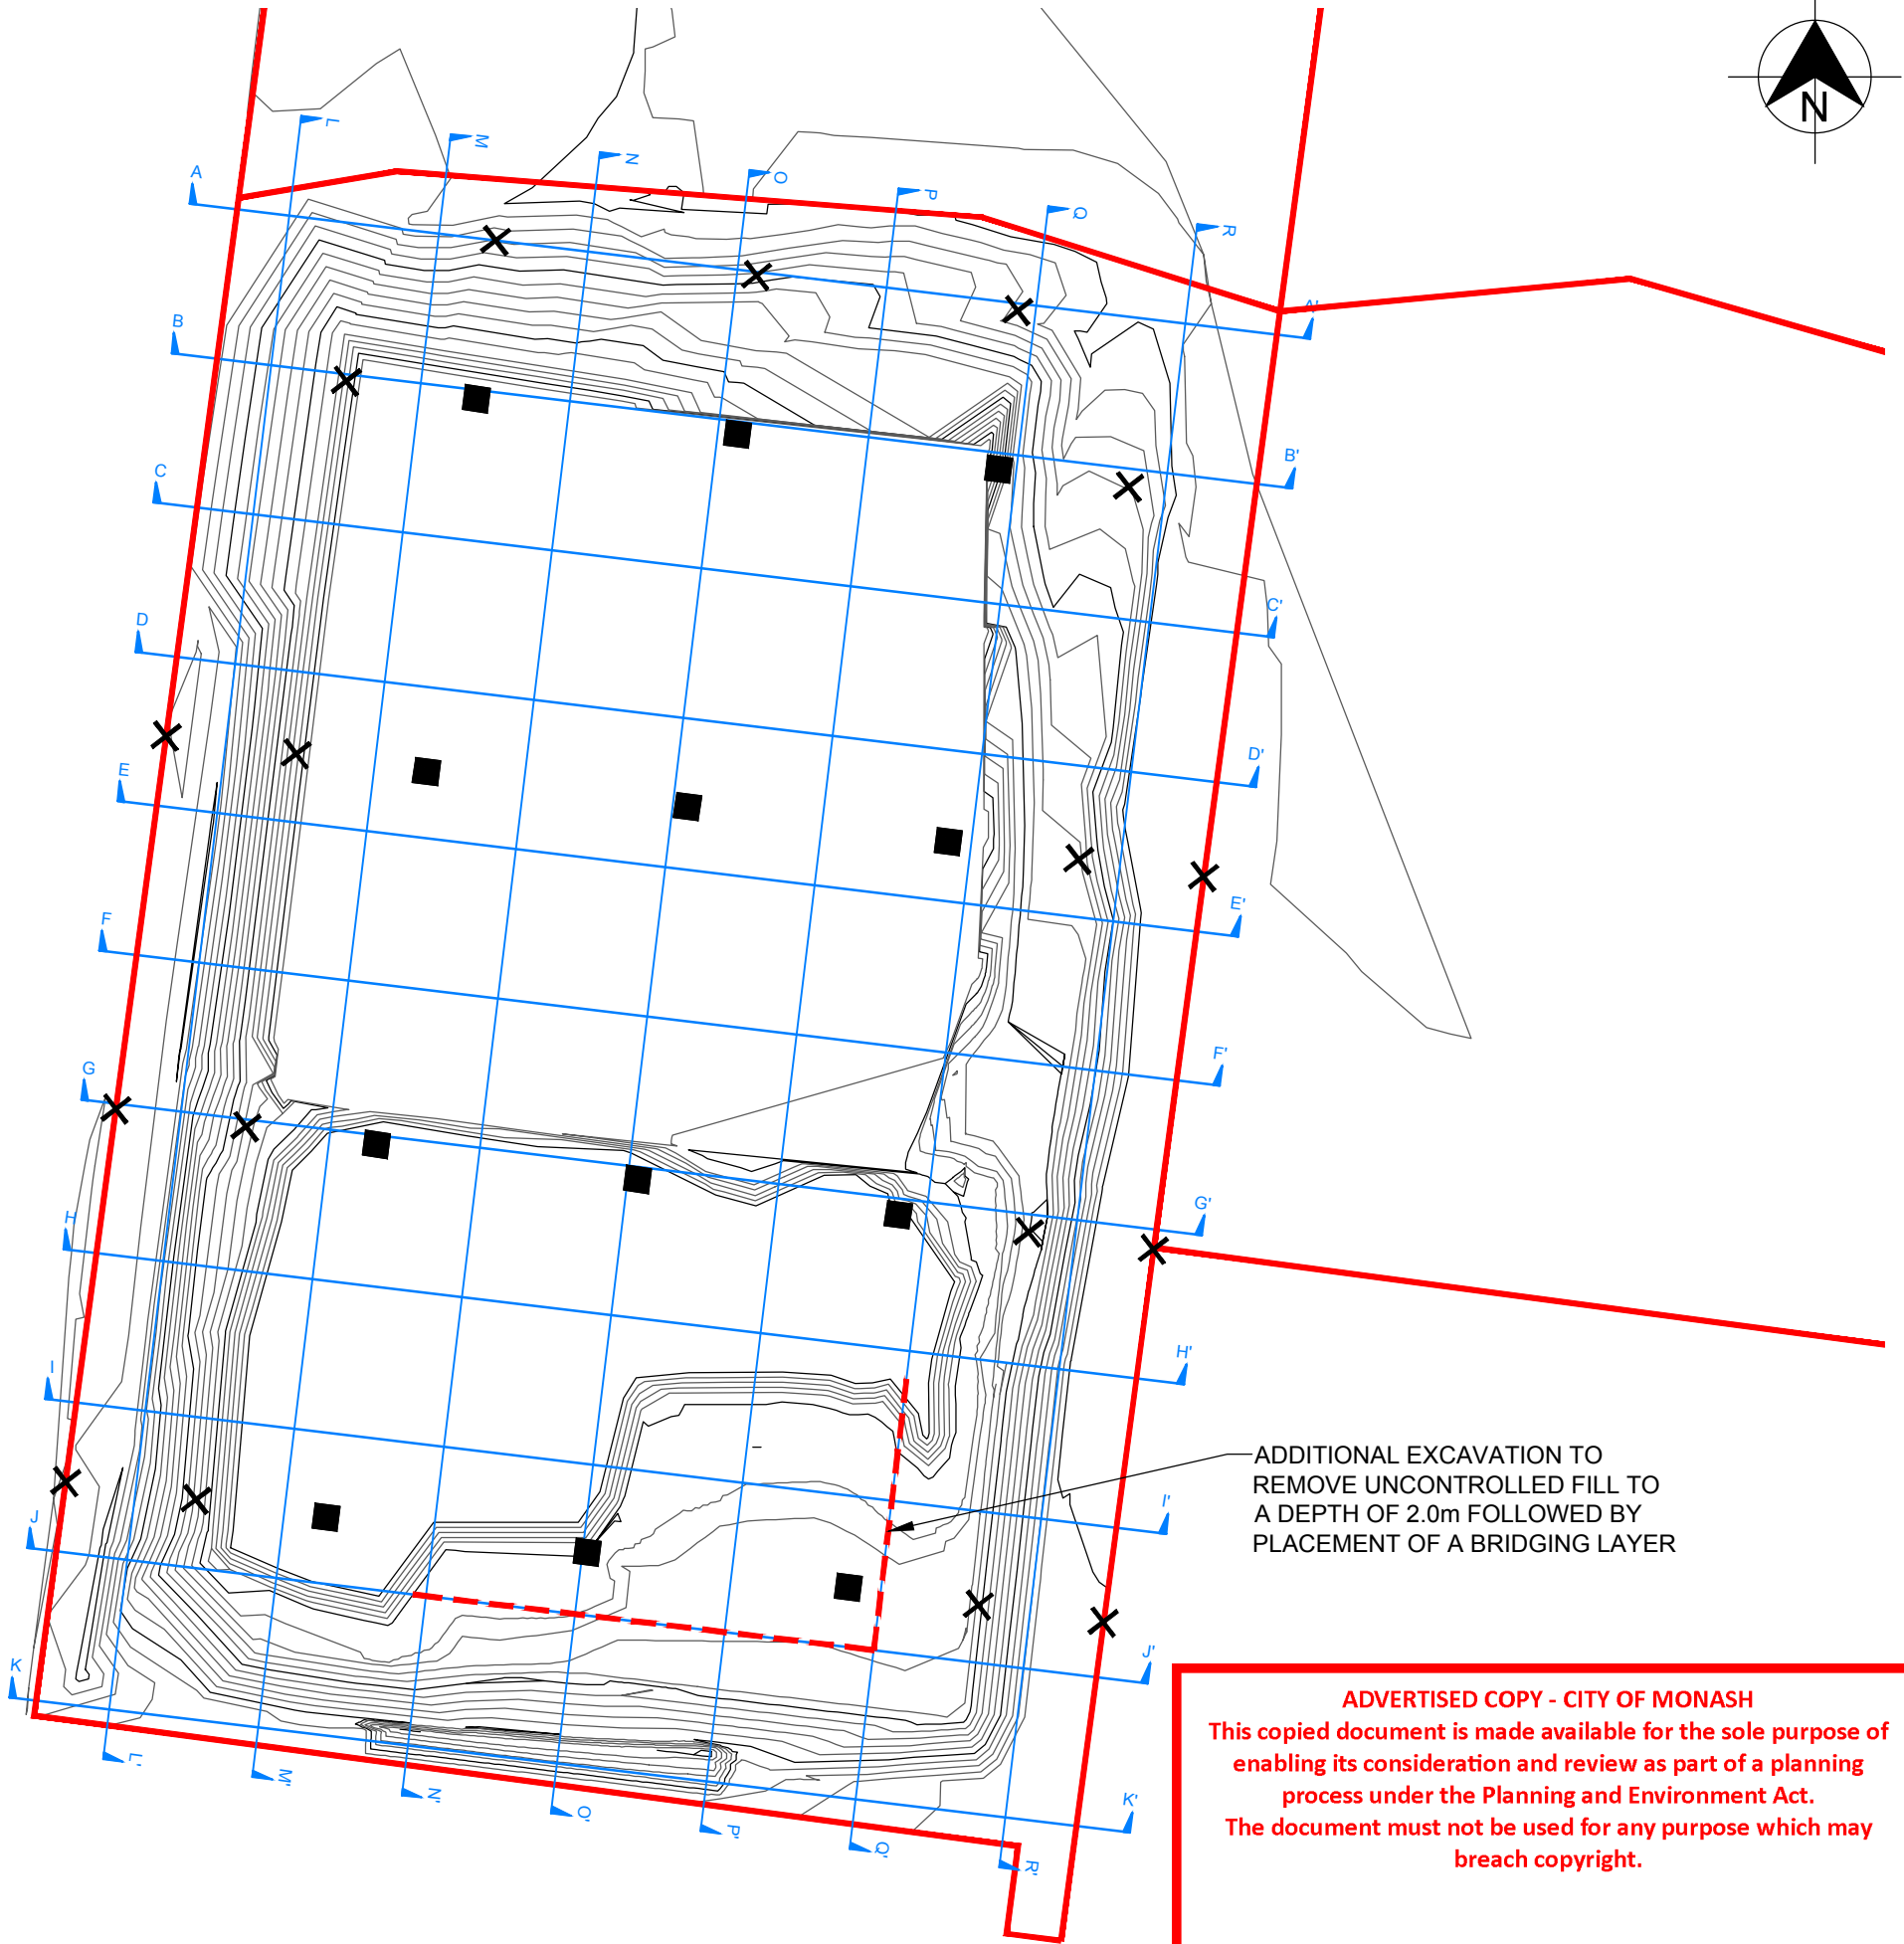 N
L
M
N
O
P
Q
R
A
A'
B
B'
C
C'
D
D'
E
E'
F
F'
G
G'
H
H'
I
I'
J
J'
K
K'
L'
M'
N'
O'
P'
Q'
R'
ADDITIONAL EXCAVATION TO
REMOVE UNCONTROLLED FILL TO
A DEPTH OF 2.0m FOLLOWED BY
PLACEMENT OF A BRIDGING LAYER
ADVERTISED COPY - CITY OF MONASH
This copied document is made available for the sole purpose of
enabling its consideration and review as part of a planning
process under the Planning and Environment Act.
The document must not be used for any purpose which may
breach copyright.